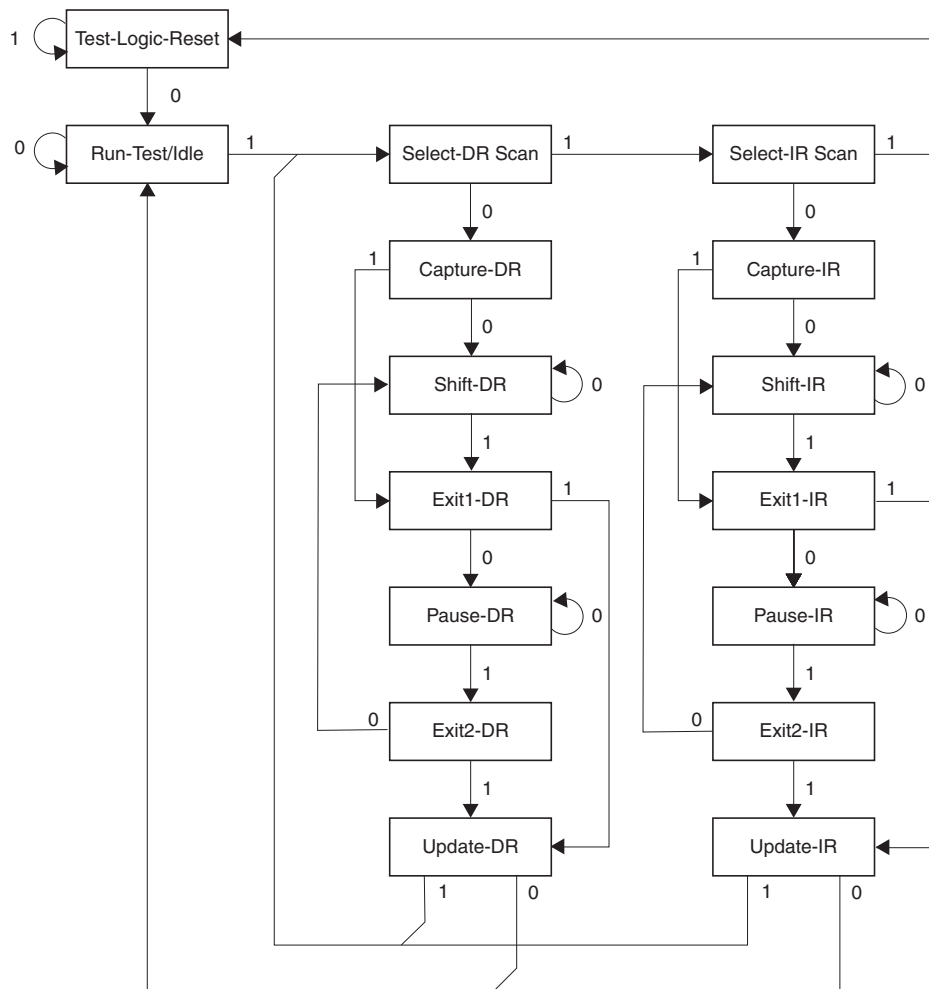 1 Test-Logic-Reset
0
0 Run-Test/Idle 1 Select-DR Scan 1 Select-IR Scan 1
0 0
1 Capture-DR 1 Capture-IR
0 0
Shift-DR 0 Shift-IR 0
1 1
Exit1-DR 1 Exit1-IR 1
0 0
Pause-DR 0 Pause-IR 0
1 1
0 Exit2-DR 0 Exit2-IR
1 1
Update-DR Update-IR
1 0 1 0